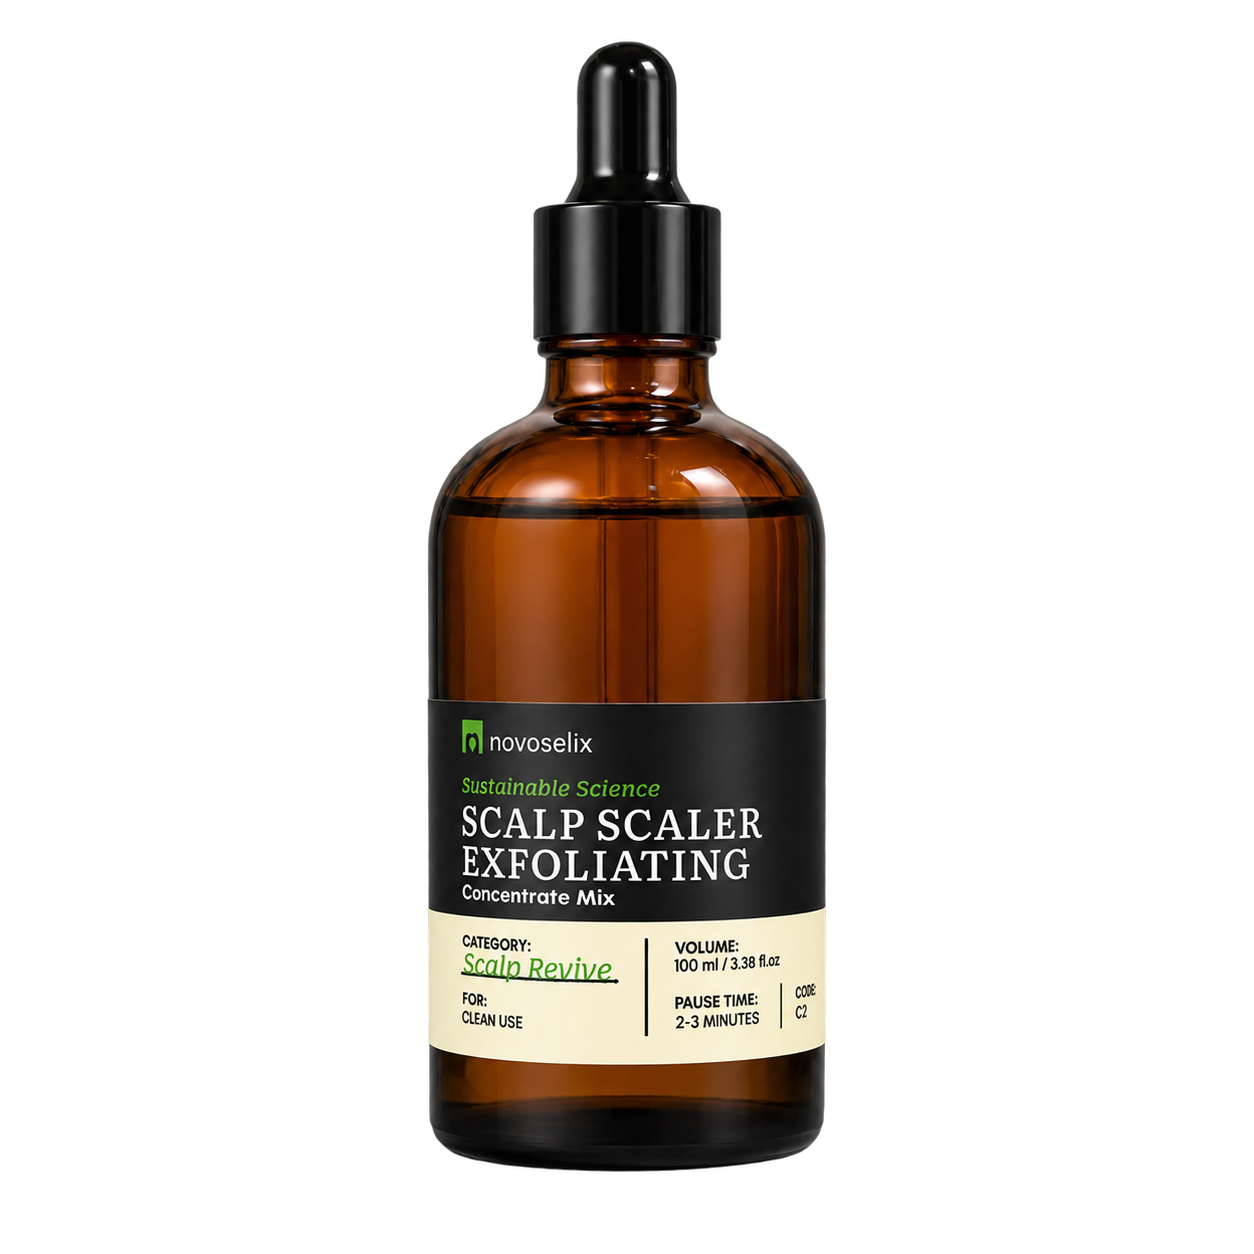 novoselix
Sustainable Science
SCALP SCALER
EXFOLIATING
Concentrate Mix
CATEGORY:
Scalp Revive
FOR:
CLEAN USE
VOLUME:
100 ml / 3.38 fl.oz
PAUSE TIME:
2-3 MINUTES
CODE:
C2